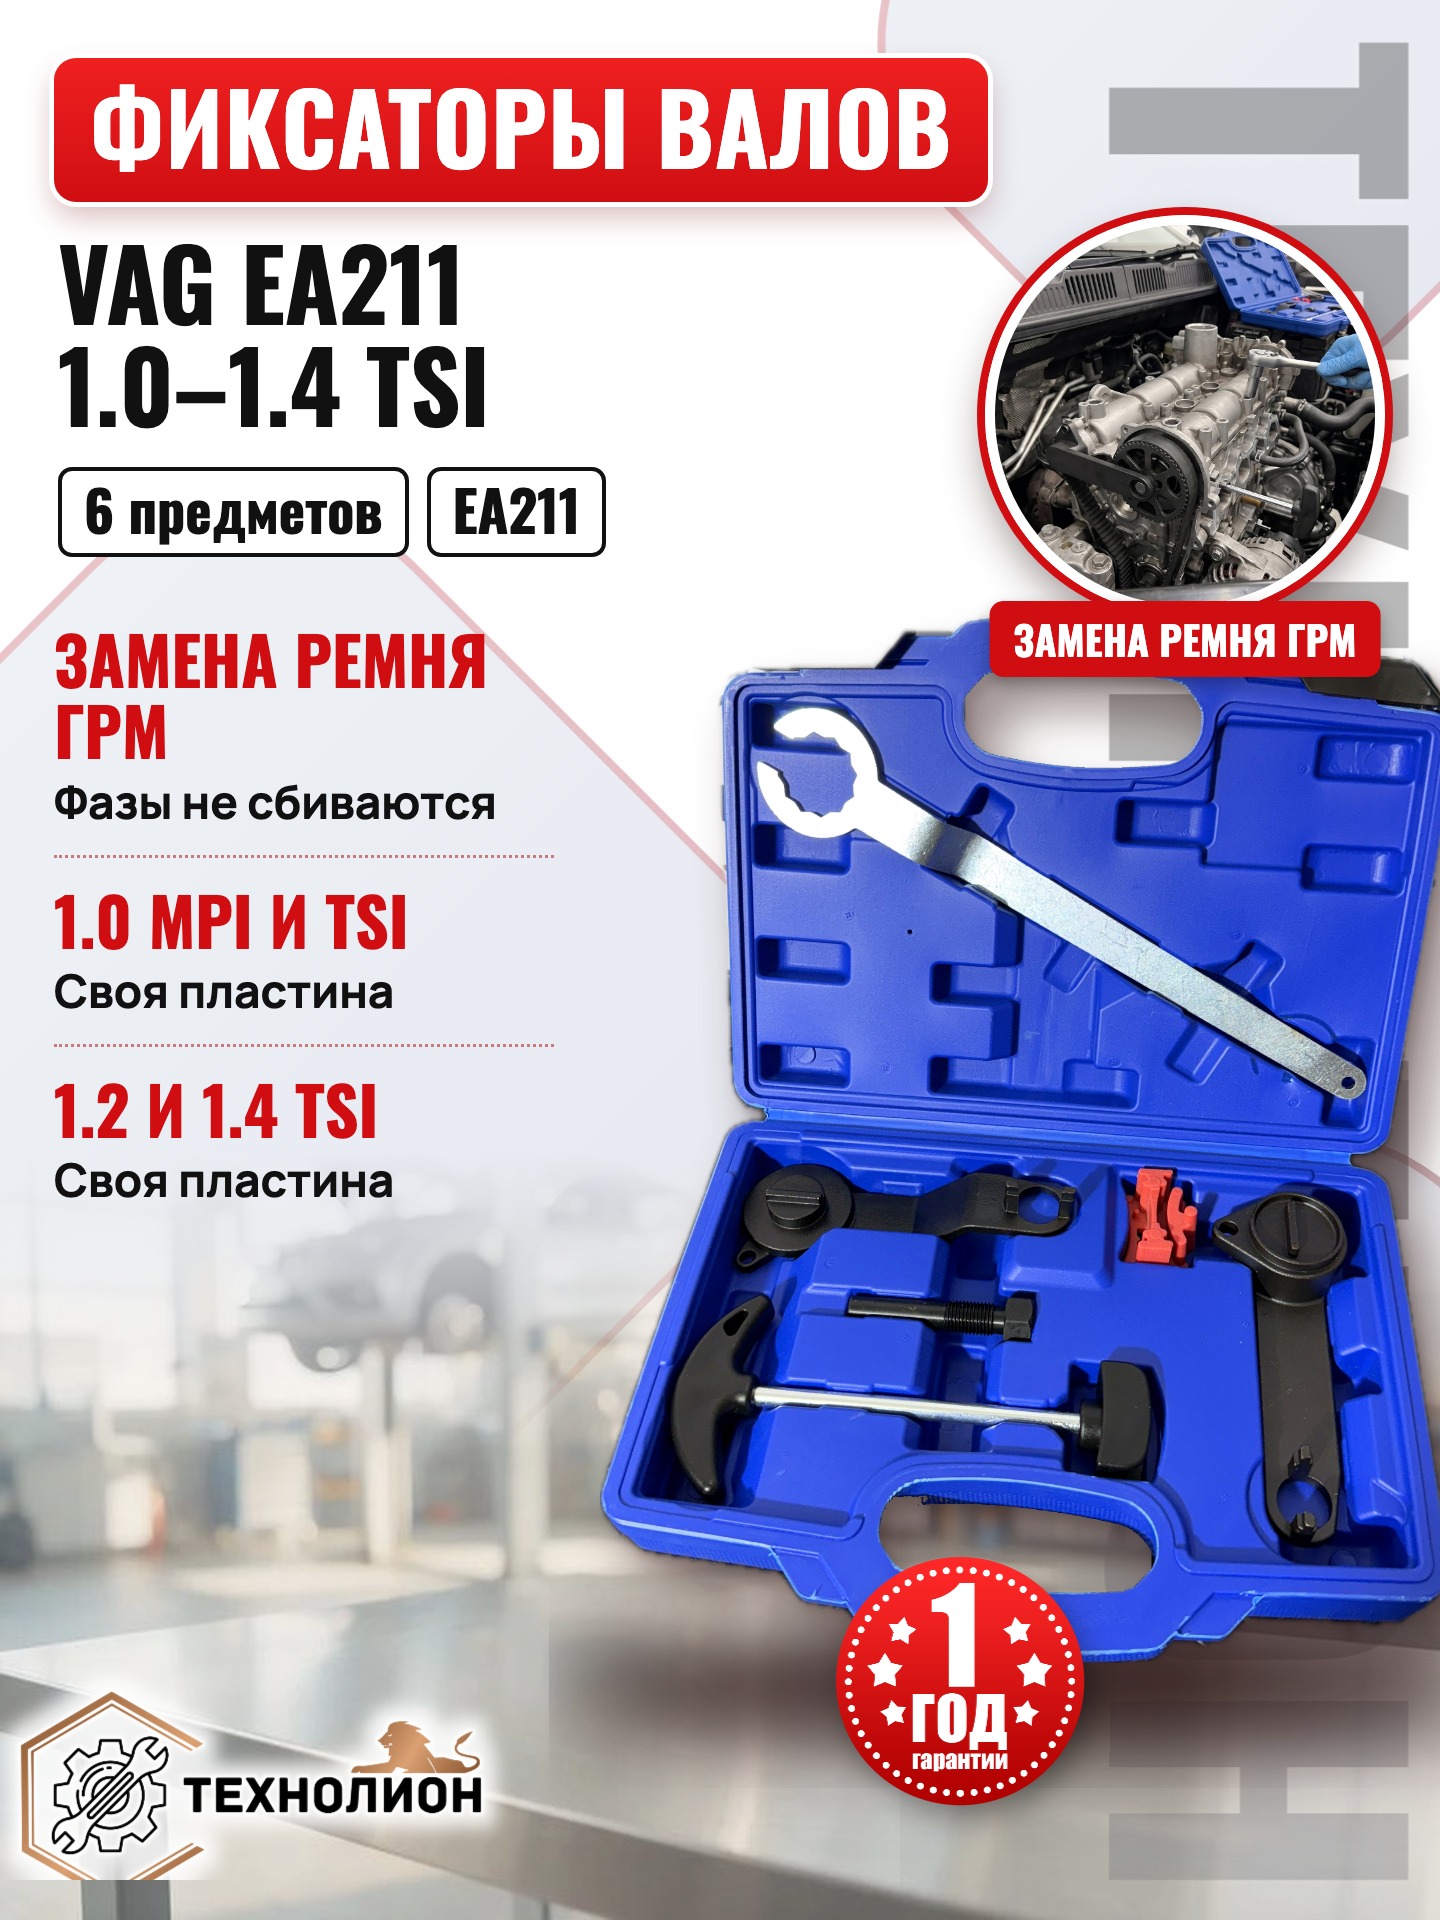 ФИКСАТОРЫ ВАЛОВ
VAG EA211
1.0–1.4 TSI
6 предметов
EA211
ЗАМЕНА РЕМНЯ ГРМ
ЗАМЕНА РЕМНЯ
ГРМ
Фазы не сбиваются
1.0 MPI И TSI
Своя пластина
1.2 И 1.4 TSI
Своя пластина
1
ГОД
гарантии
ТЕХНОЛИОН